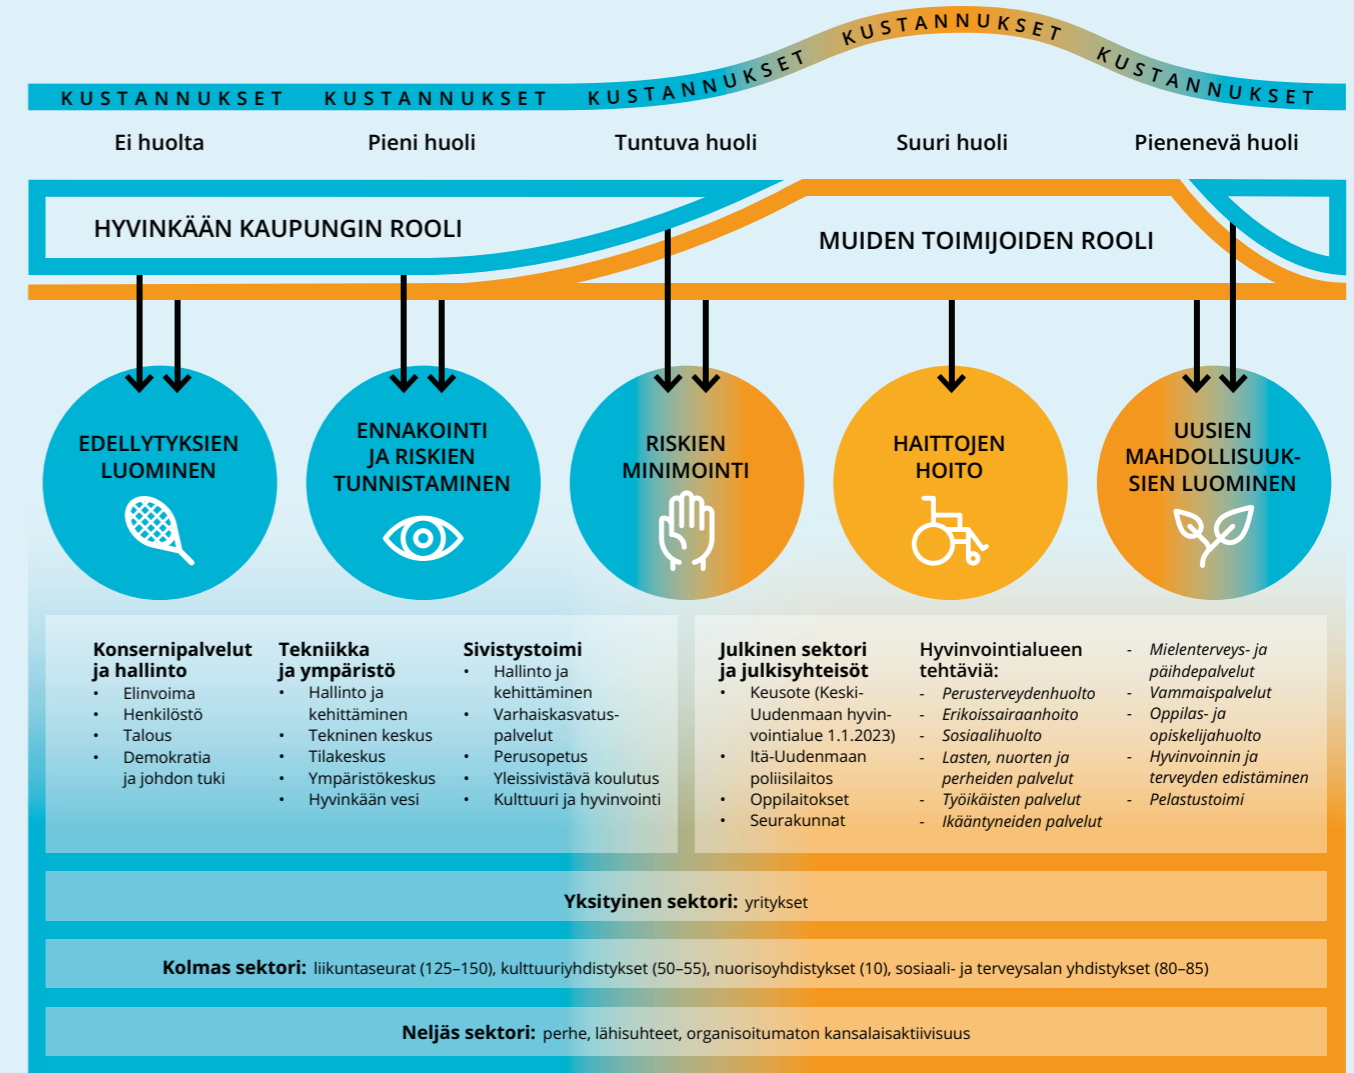 KUSTANNUKSET KUSTANNUKSET KUSTANNUKSET KUSTANNUKSET KUSTANNUKSET
Ei huolta
Pieni huoli
Tuntuva huoli
Suuri huoli
Pienenevä huoli
HYVINKÄÄN KAUPUNGIN ROOLI
MUIDEN TOIMIJOIDEN ROOLI
EDELLYTYKSIEN
LUOMINEN
ENNAKOINTI
JA RISKIEN
TUNNISTAMINEN
RISKIEN
MINIMOINTI
HAITTOJEN
HOITO
UUSIEN
MAHDOLLISUUK-
SIEN LUOMINEN
Konsernipalvelut
ja hallinto
• Elinvoima
• Henkilöstö
• Talous
• Demokratia
ja johdon tuki
Tekniikka
ja ympäristö
• Hallinto ja
kehittäminen
• Tekninen keskus
• Tilakeskus
• Ympäristökeskus
• Hyvinkään vesi
Sivistystoimi
• Hallinto ja
kehittäminen
• Varhaiskasvatus-
palvelut
• Perusopetus
• Yleissivistävä koulutus
• Kulttuuri ja hyvinvointi
Julkinen sektori
ja julkisyhteisöt
• Keusote (Keski-
Uudenmaan hyvin-
vointialue 1.1.2023)
• Itä-Uudenmaan
poliisilaitos
• Oppilaitokset
• Seurakunnat
Hyvinvointialueen
tehtäviä:
- Perusterveydenhuolto
- Erikoissairaanhoito
- Sosiaalihuolto
- Lasten, nuorten ja
perheiden palvelut
- Työikäisten palvelut
- Ikääntyneiden palvelut
- Mielenterveys- ja
päihdepalvelut
- Vammaispalvelut
- Oppilas- ja
opiskelijahuolto
- Hyvinvoinnin ja
terveyden edistäminen
- Pelastustoimi
Yksityinen sektori: yritykset
Kolmas sektori: liikuntaseurat (125–150), kulttuuriyhdistykset (50–55), nuorisoyhdistykset (10), sosiaali- ja terveysalan yhdistykset (80–85)
Neljäs sektori: perhe, lähisuhteet, organisoitumaton kansalaisaktiivisuus